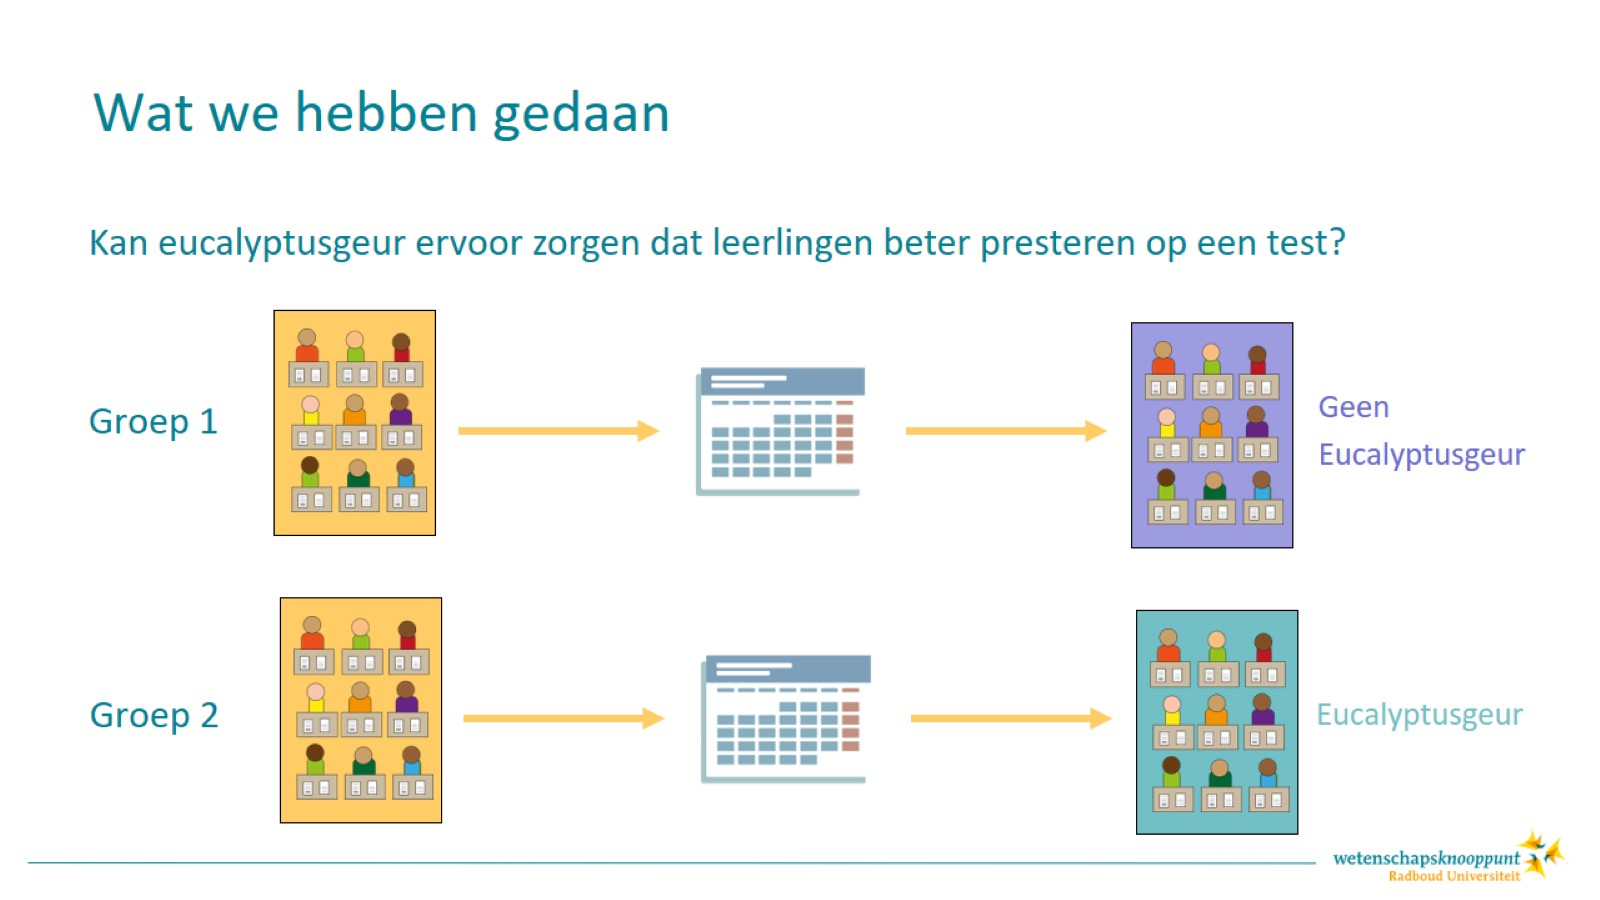 Wat we hebben gedaan
Kan eucalyptusgeur ervoor zorgen dat leerlingen beter presteren op een test?
Groep 1
Geen
Eucalyptusgeur
Groep 2
Eucalyptusgeur
wetenschapsknooppunt
Radboud Universiteit